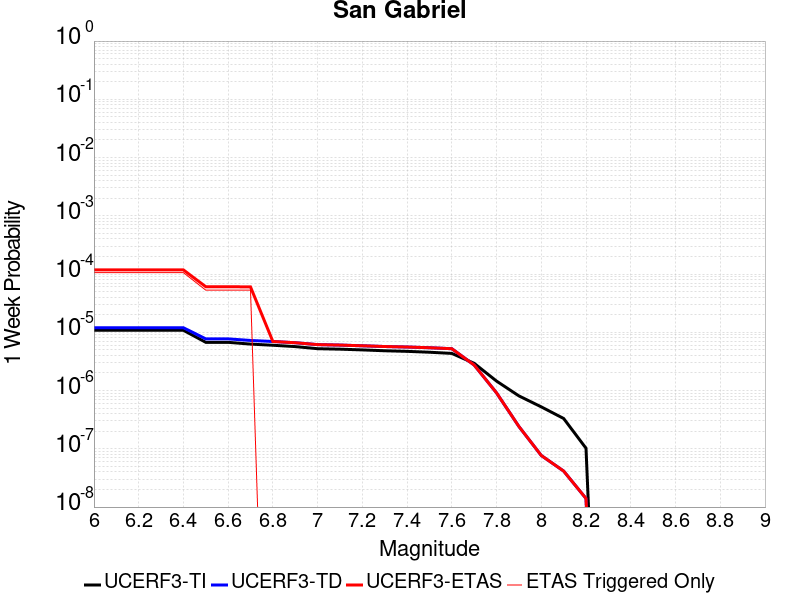 San Gabriel
10^0
10^-1
10^-2
10^-3
10^-4
10^-5
10^-6
10^-7
10^-8
1 Week Probability
6 6.2 6.4 6.6 6.8 7 7.2 7.4 7.6 7.8 8 8.2 8.4 8.6 8.8 9
Magnitude
UCERF3-TI UCERF3-TD UCERF3-ETAS ETAS Triggered Only